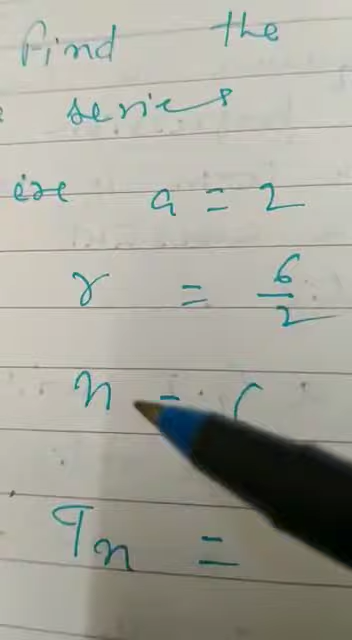 Find the
series
a = 2
r = 6/2
n =
Tn =